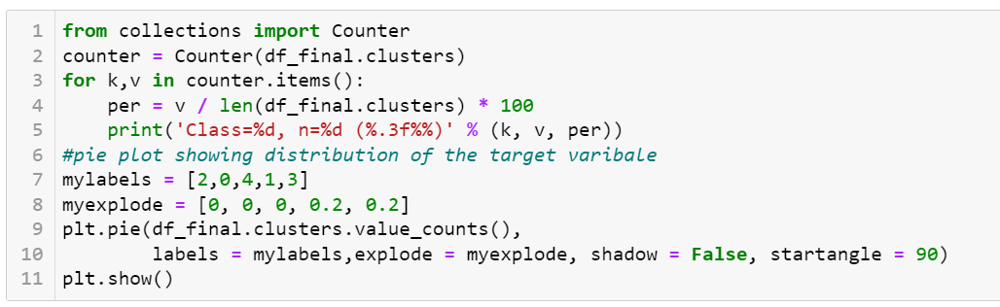 1 from collections import Counter
2 counter = Counter(df_final.clusters)
3 for k,v in counter.items():
4     per = v / len(df_final.clusters) * 100
5     print('Class=%d, n=%d (%.3f%%)' % (k, v, per))
6 #pie plot showing distribution of the target varibale
7 mylabels = [2,0,4,1,3]
8 myexplode = [0, 0, 0, 0.2, 0.2]
9 plt.pie(df_final.clusters.value_counts(),
10         labels = mylabels,explode = myexplode, shadow = False, startangle = 90)
11 plt.show()